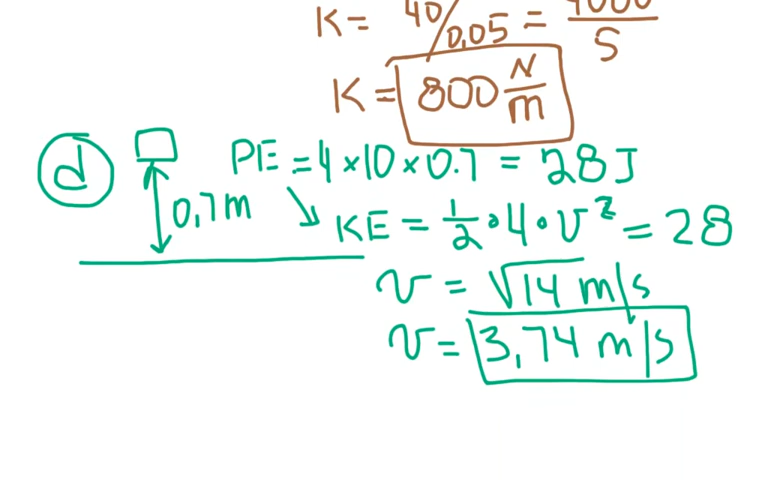 K = 40/0,05 = 4000/5
K = 800 N/m
d PE = 4 × 10 × 0.7 = 28 J
0,7m
KE = 1/2 • 4 • v² = 28
v = √14 m/s
v = 3,74 m/s